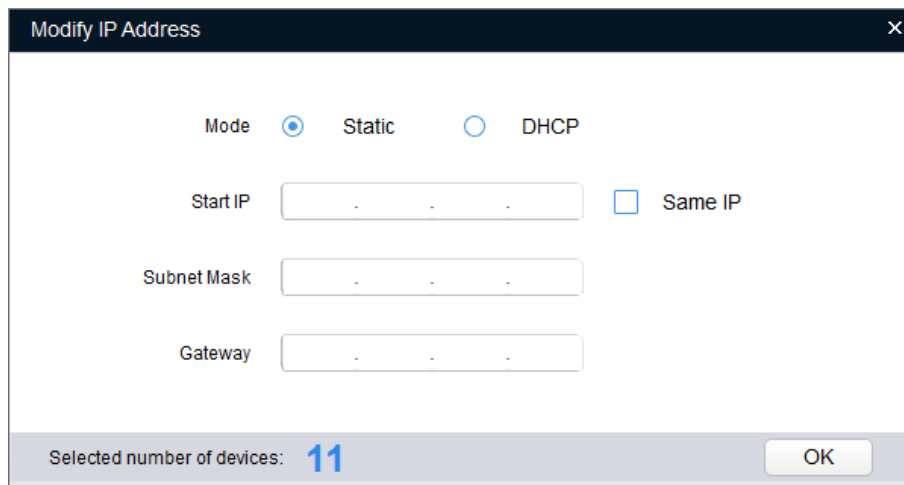 Modify IP Address
Mode Static DHCP
Start IP . . . Same IP
Subnet Mask . . .
Gateway . . .
Selected number of devices: 11 OK